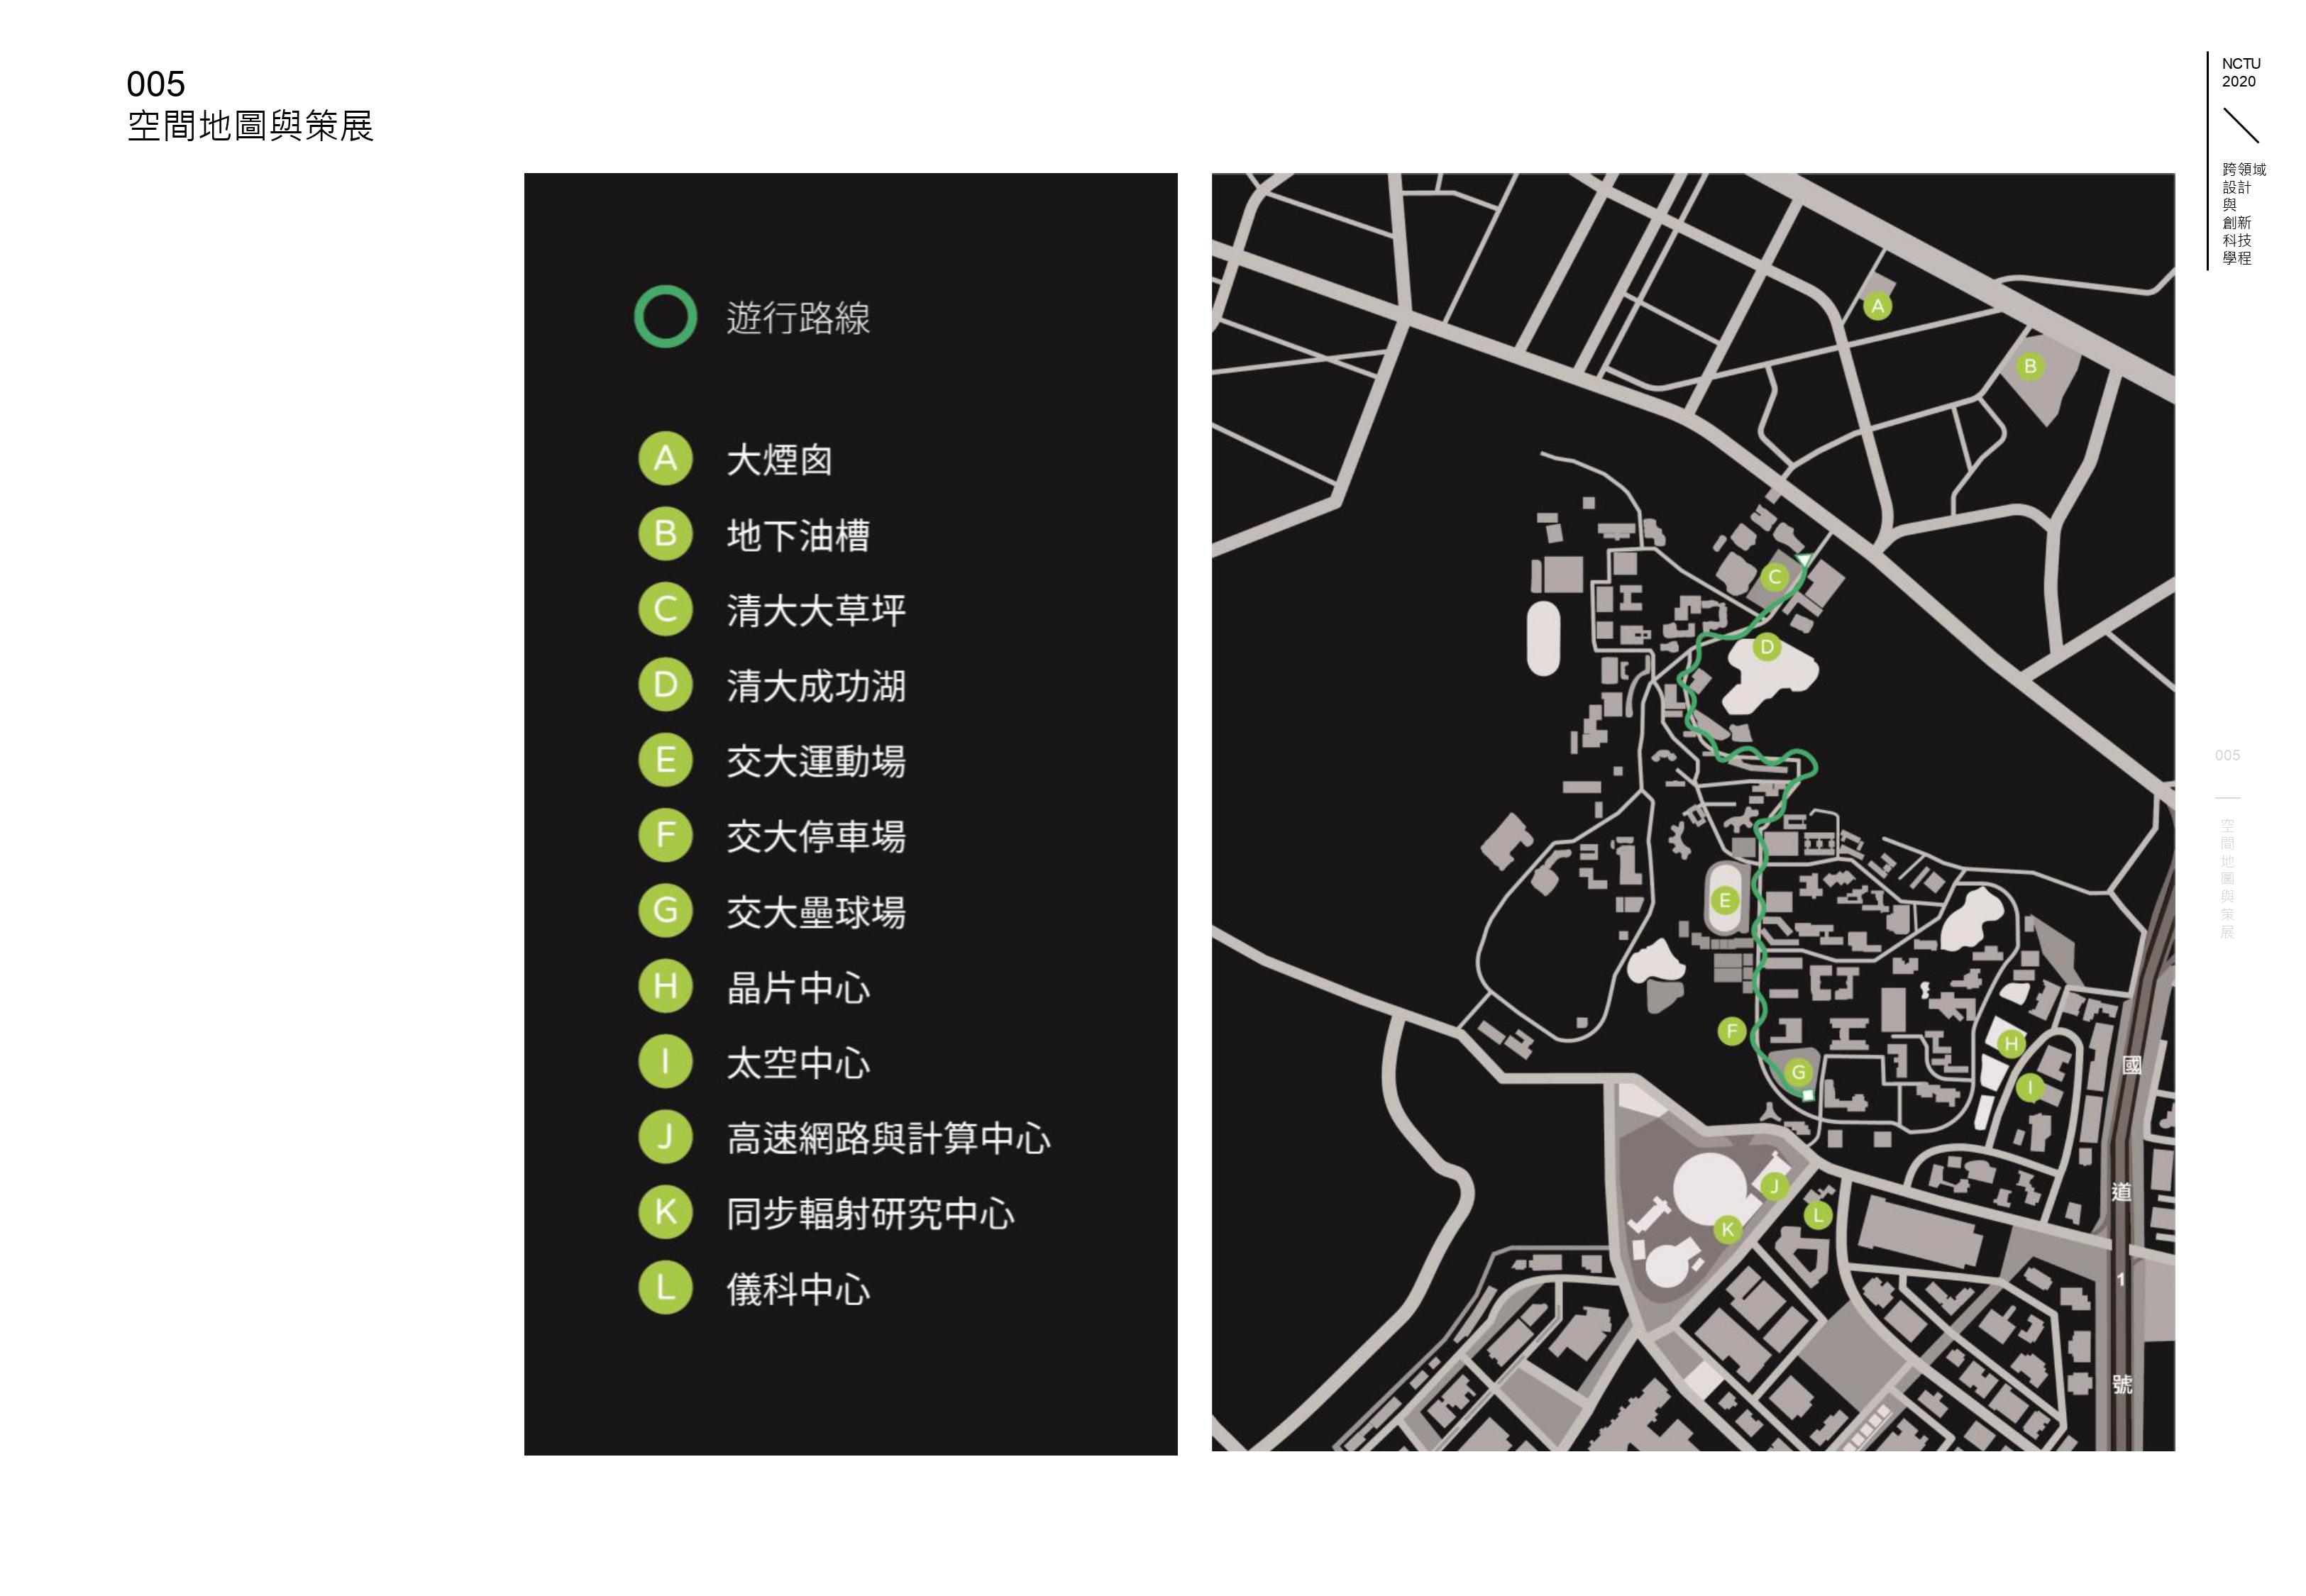 005
空間地圖與策展
NCTU
2020
跨領域
設計
與
創新
科技
學程
遊行路線
A 大煙囪
B 地下油槽
C 清大大草坪
D 清大成功湖
E 交大運動場
F 交大停車場
G 交大壘球場
H 晶片中心
I 太空中心
J 高速網路與計算中心
K 同步輻射研究中心
L 儀科中心
A
B
C
D
E
F
G
H
I
J
K
L
國
道
1
號
005
空間地圖與策展